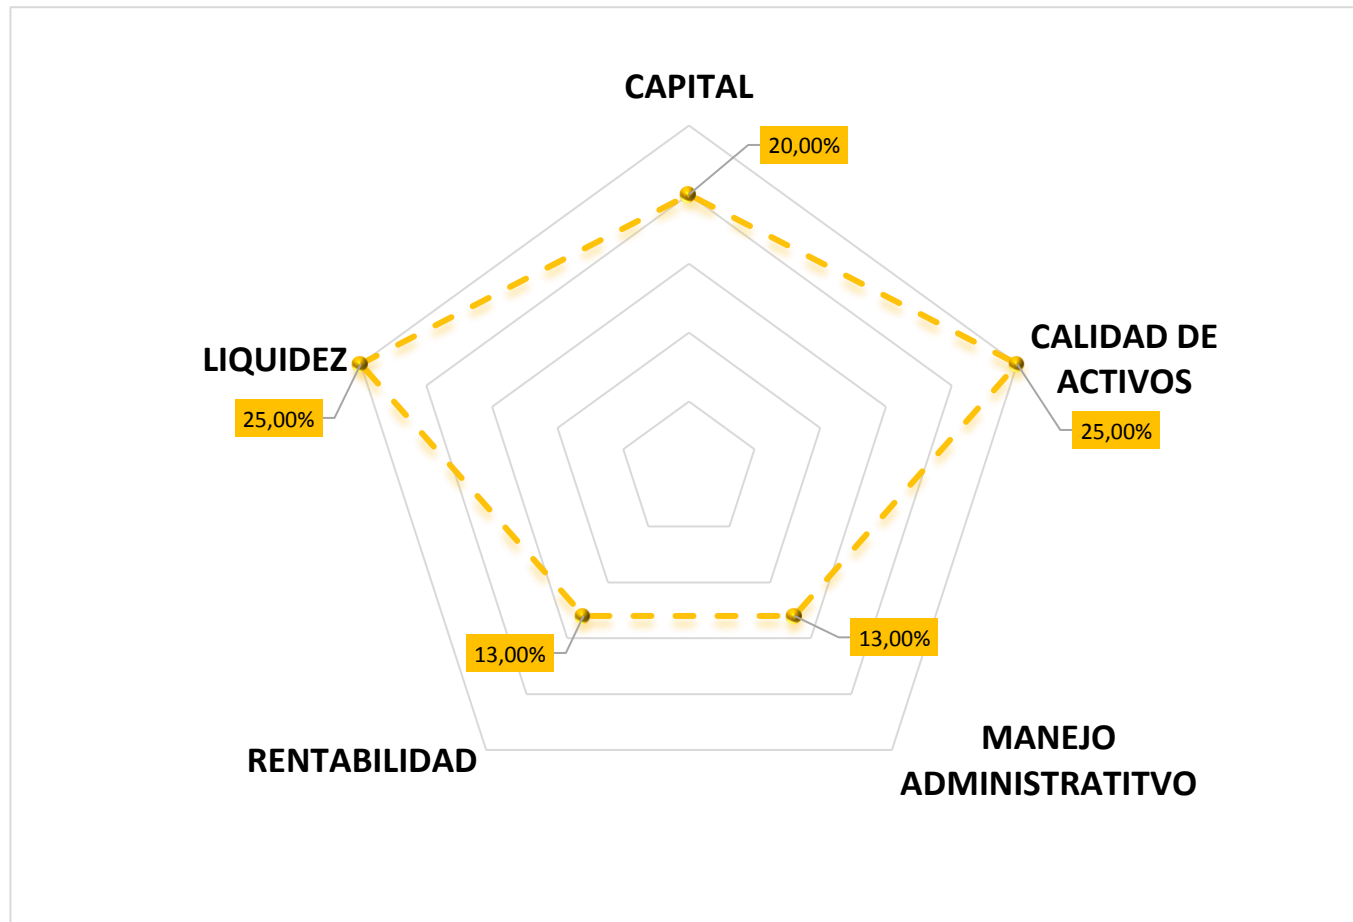 CAPITAL
20,00%
CALIDAD DE
ACTIVOS
25,00%
LIQUIDEZ
25,00%
13,00%
13,00%
RENTABILIDAD
MANEJO
ADMINISTRATITVO